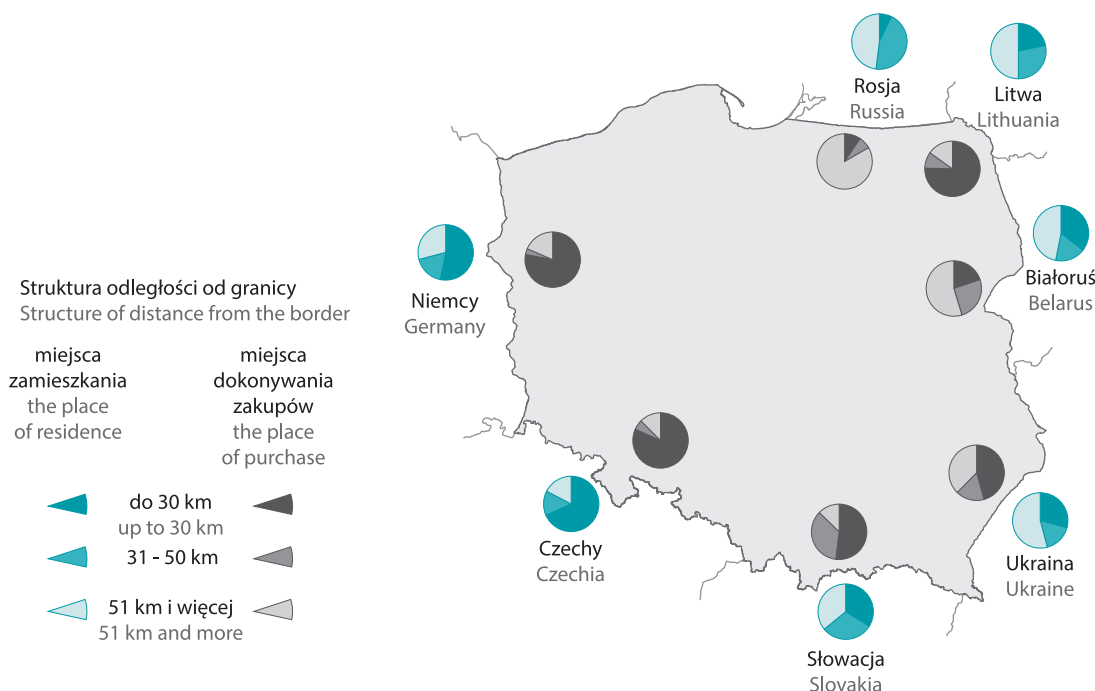 Rosja
Russia
Litwa
Lithuania
Niemcy
Germany
Białoruś
Belarus
Struktura odległości od granicy
Structure of distance from the border
miejsca
zamieszkania
the place
of residence
miejsca
dokonywania
zakupów
the place
of purchase
do 30 km
up to 30 km
31 - 50 km
51 km i więcej
51 km and more
Czechy
Czechia
Ukraina
Ukraine
Słowacja
Slovakia